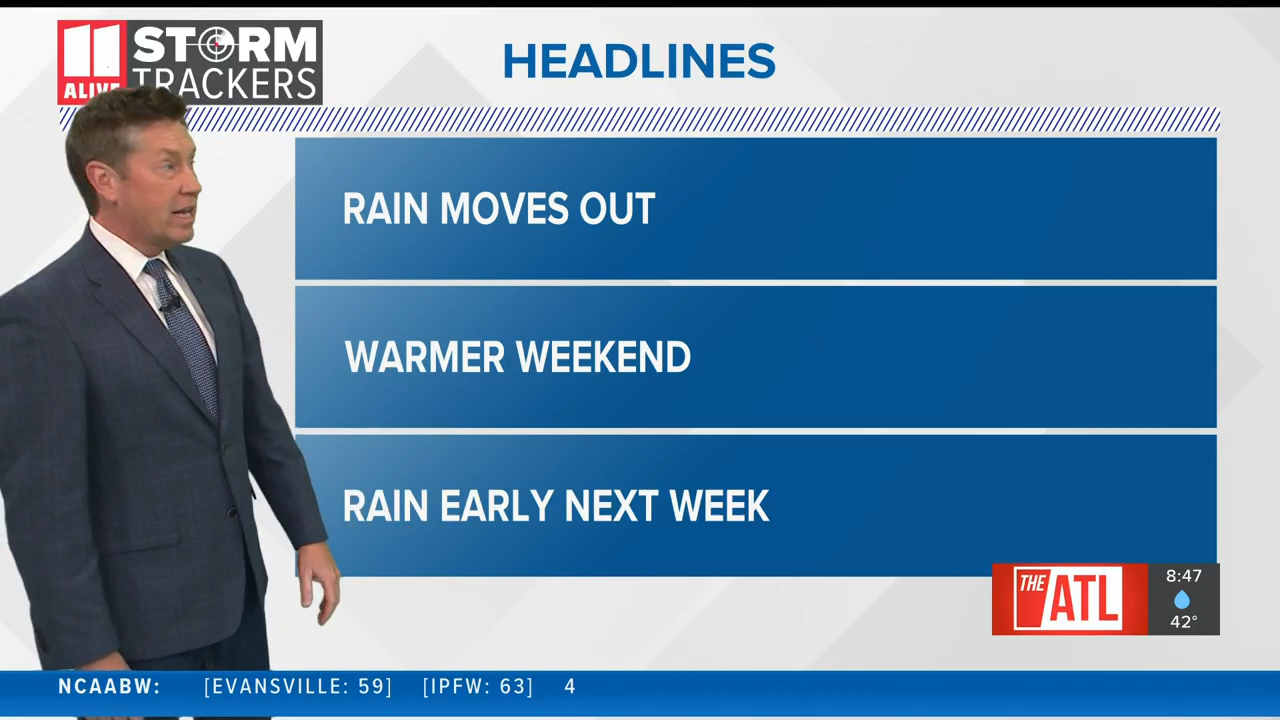 11
ALIVE
STORM
TRACKERS
HEADLINES
RAIN MOVES OUT
WARMER WEEKEND
RAIN EARLY NEXT WEEK
THE ATL
8:47
42°
NCAABW: [EVANSVILLE: 59] [IPFW: 63] 4